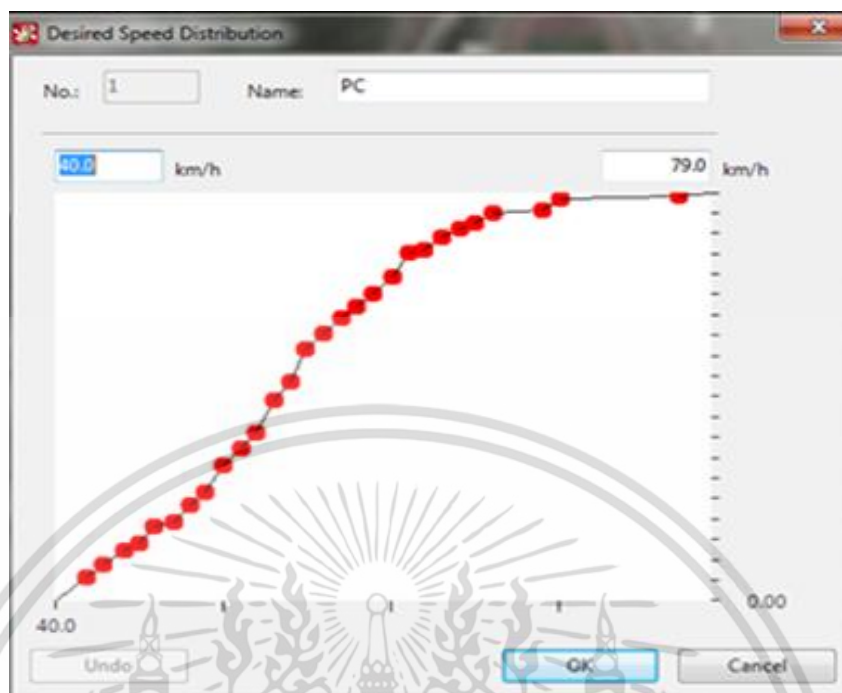 Desired Speed Distribution
No.: 1 Name: PC
40.0 km/h 79.0 km/h
0.00
40.0
Undo OK Cancel